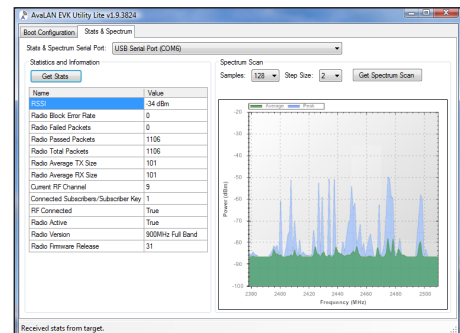 AvaLAN EVK Utility Lite v1.9.3824
Boot Configuration Stats & Spectrum
Stats & Spectrum Serial Port: USB Serial Port (COM6)
Statistics and Information
Get Stats
Name Value
RSSI -34 dBm
Radio Block Error Rate 0
Radio Failed Packets 0
Radio Passed Packets 1106
Radio Total Packets 1106
Radio Average TX Size 101
Radio Average RX Size 101
Current RF Channel 9
Connected Subscribers/Subscriber Key 1
RF Connected True
Radio Active True
Radio Version 900MHz Full Band
Radio Firmware Release 31
Spectrum Scan
Samples: 128 Step Size: 2 Get Spectrum Scan
Average Peak
Power (dBm)
-20
-30
-40
-50
-60
-70
-80
-90
-100
2380 2400 2420 2440 2460 2480 2500
Frequency (MHz)
Received stats from target.